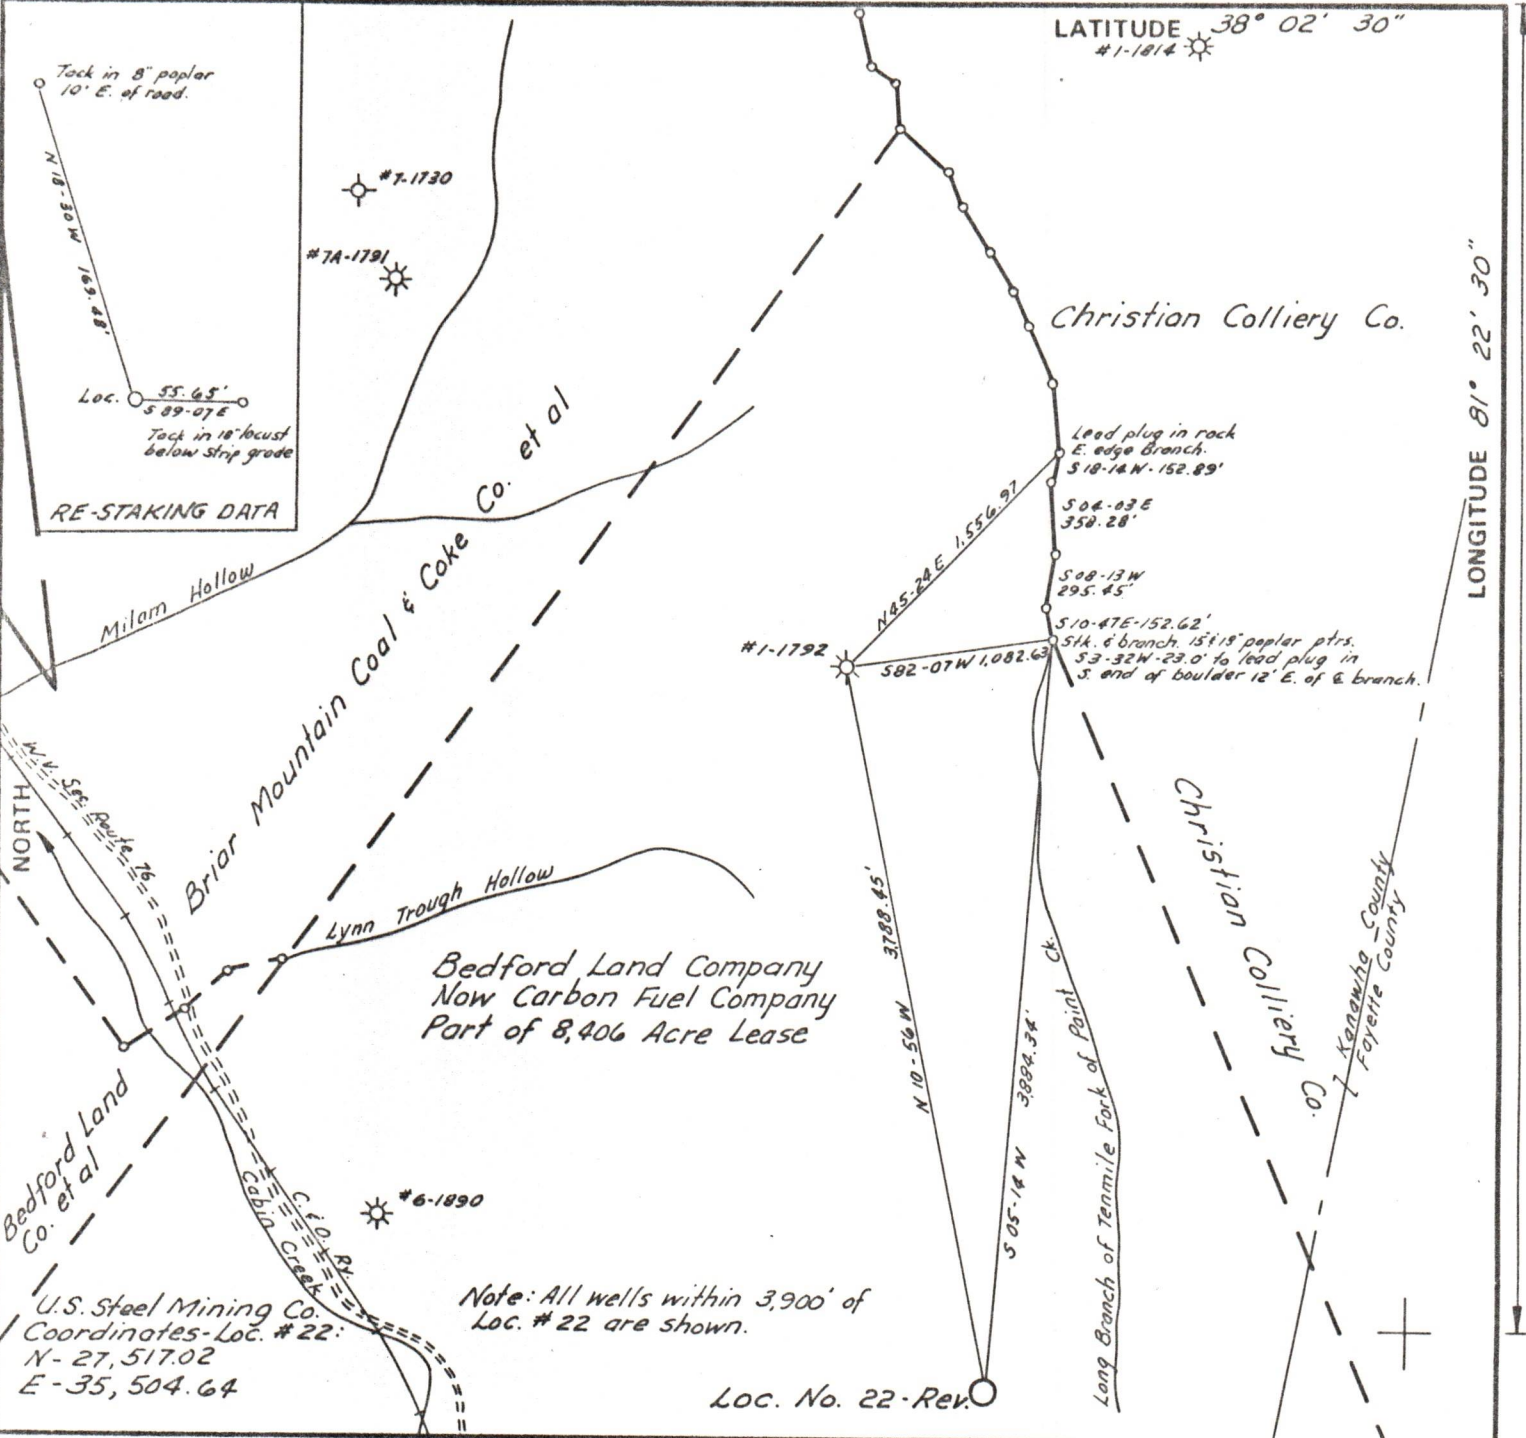 LATITUDE 38° 02' 30"
#1-1814
Tack in 8" poplar
10' E. of road.
N 18-30 W 169.48'
Loc.
55.65'
S 89-07 E
Tack in 18" locust
below strip grade
RE-STAKING DATA
#7-1730
#7A-1791
Christian Colliery Co.
LONGITUDE 81° 22' 30"
Lead plug in rock
E. edge Branch.
S 18-14 W - 152.89'
S 04-03 E
358.28'
S 08-13 W
295.45'
S 10-47 E - 152.62'
Stk. ¢ branch. 15" & 15" poplar ptrs.
S 3-32 W - 23.0' to lead plug in
S. end of boulder 12' E. of ¢ branch.
N 45-24 E 1,556.97
#1-1792
S 82-07 W 1,082.63
Milam Hollow
Briar Mountain Coal & Coke Co. et al
W.V. Sec. Route 76
NORTH
Lynn Trough Hollow
Bedford Land Company
Now Carbon Fuel Company
Part of 8,406 Acre Lease
N 10-56 W 3,788.45'
S 05-14 W 3,884.34'
Long Branch of Tenmile Fork of Paint Ck.
Christian Colliery Co.
Kanawha County
Fayette County
Bedford Land
Co. et al
#6-1890
Cabin Creek
C. & O. Ry.
U.S. Steel Mining Co.
Coordinates-Loc. #22:
N - 27,517.02
E - 35,504.64
Note: All wells within 3,900' of
Loc. #22 are shown.
Loc. No. 22 - Rev.